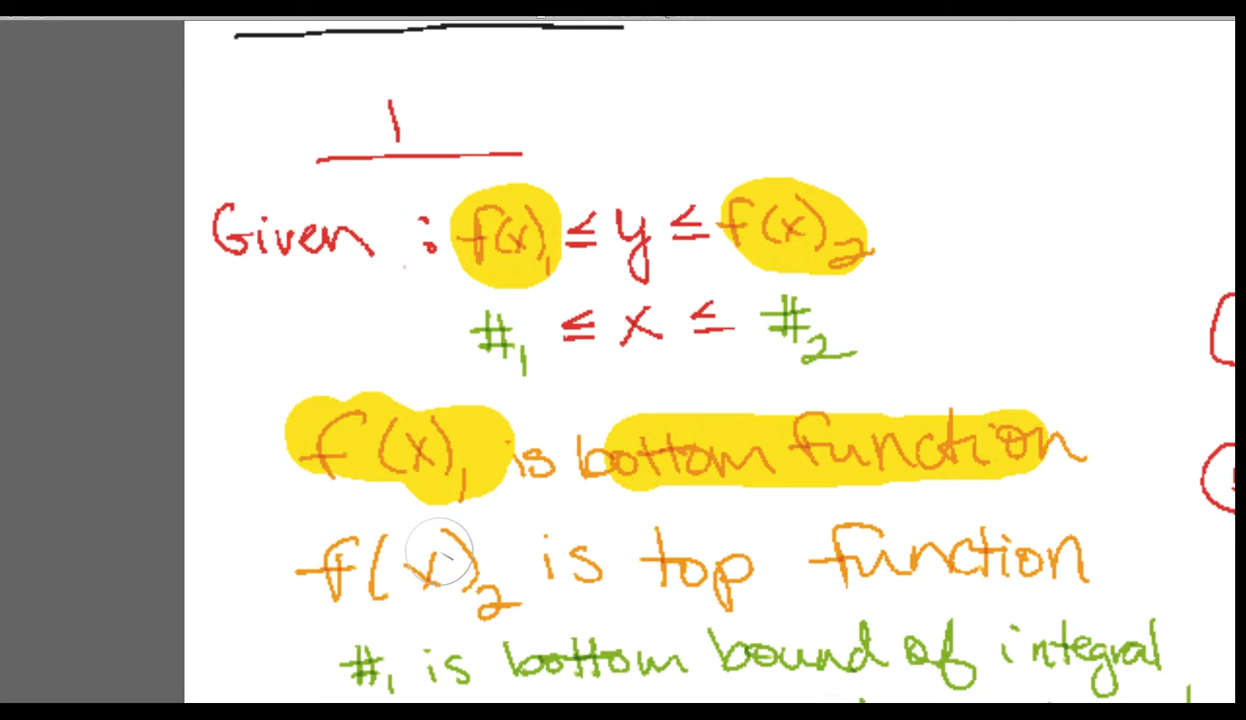 1
Given : f(x)₁ ≤ y ≤ f(x)₂
#₁ ≤ x ≤ #₂
f(x)₁ is bottom function
f(x)₂ is top function
#₁ is bottom bound of integral